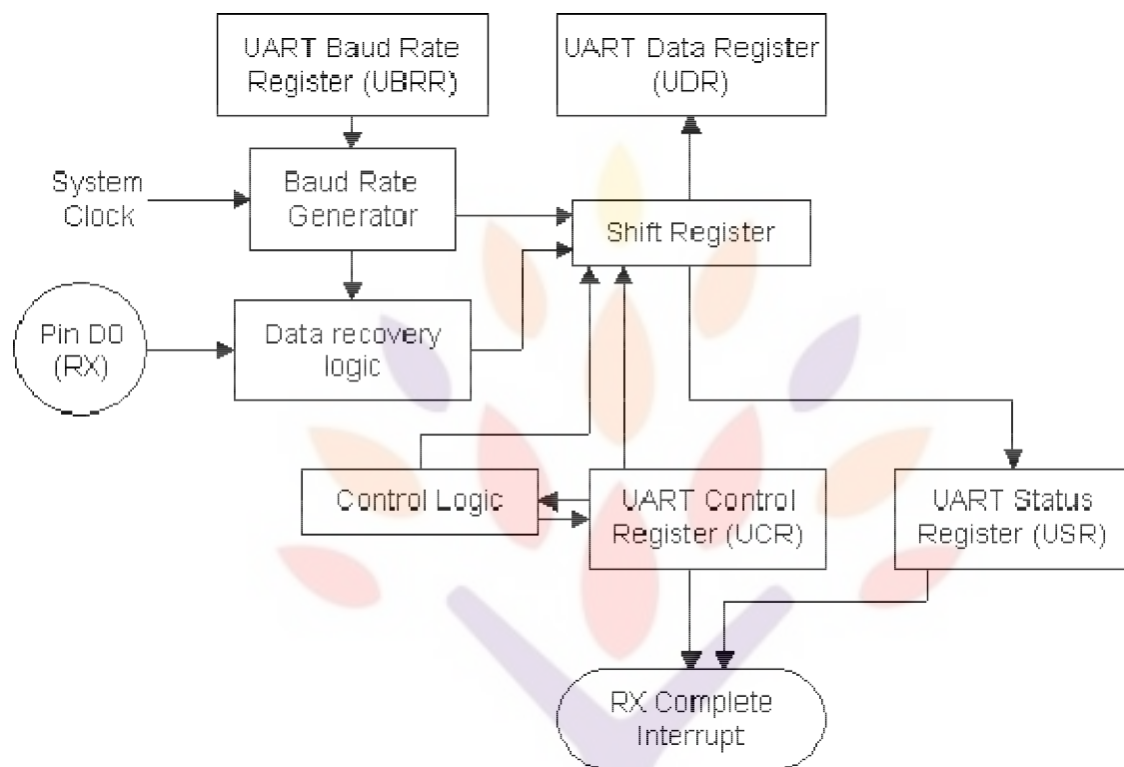 UART Baud Rate
Register (UBRR)
UART Data Register
(UDR)
System
Clock
Baud Rate
Generator
Shift Register
Pin D0
(RX)
Data recovery
logic
Control Logic
UART Control
Register (UCR)
UART Status
Register (USR)
RX Complete
Interrupt